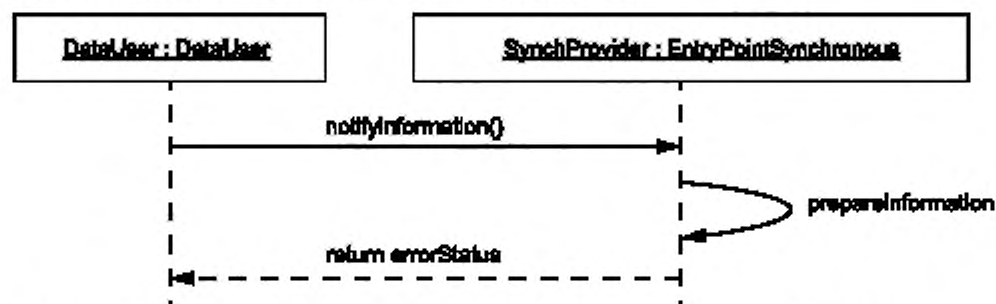 DataUser : DataUser
SynchProvider : EntryPointSynchronous
notifyInformation()
prepareInformation
return errorStatus